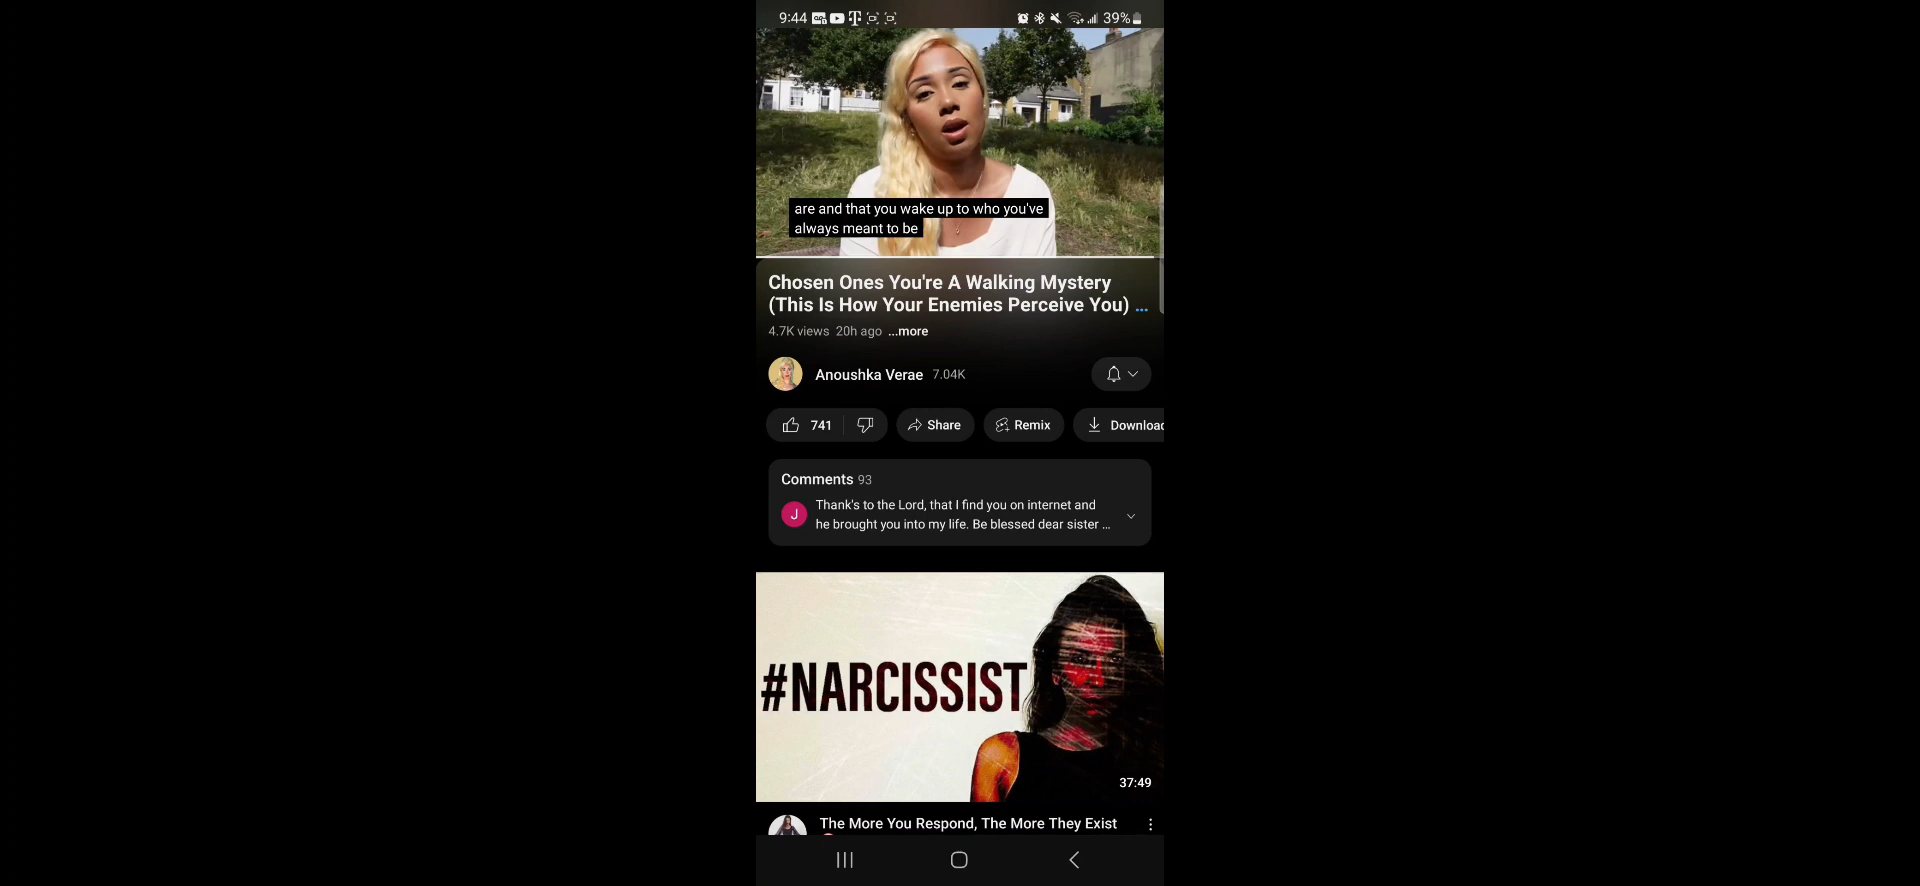 9:44
39%
are and that you wake up to who you've
always meant to be
Chosen Ones You're A Walking Mystery
(This Is How Your Enemies Perceive You) ...
4.7K views 20h ago ...more
Anoushka Verae 7.04K
741
Share
Remix
Download
Comments 93
J
Thank's to the Lord, that I find you on internet and
he brought you into my life. Be blessed dear sister ...
#NARCISSIST
37:49
The More You Respond, The More They Exist